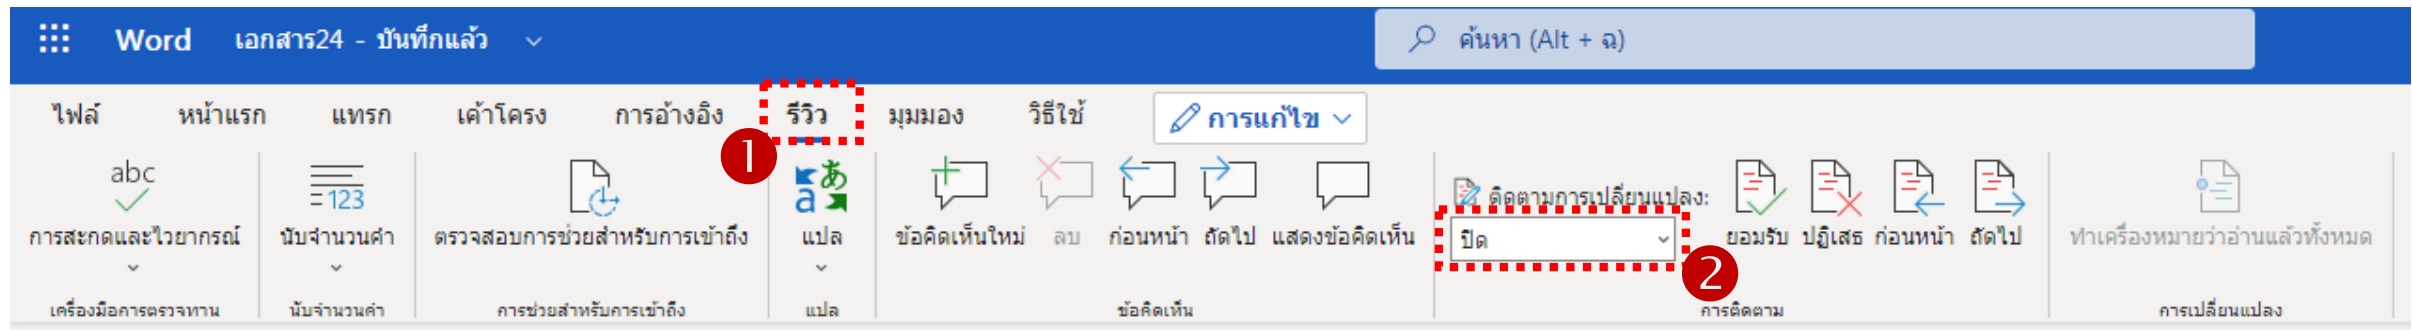 Word เอกสาร24 - บันทึกแล้ว
ค้นหา (Alt + ฉ)
ไฟล์ หน้าแรก แทรก เค้าโครง การอ้างอิง รีวิว มุมมอง วิธีใช้ การแก้ไข
1
abc
123
a あ
ติดตามการเปลี่ยนแปลง:
การสะกดและไวยากรณ์ นับจำนวนคำ ตรวจสอบการช่วยสำหรับการเข้าถึง แปล ข้อคิดเห็นใหม่ ลบ ก่อนหน้า ถัดไป แสดงข้อคิดเห็น ปิด ยอมรับ ปฏิเสธ ก่อนหน้า ถัดไป ทำเครื่องหมายว่าอ่านแล้วทั้งหมด
2
เครื่องมือการตรวจทาน นับจำนวนคำ การช่วยสำหรับการเข้าถึง แปล ข้อคิดเห็น การติดตาม การเปลี่ยนแปลง